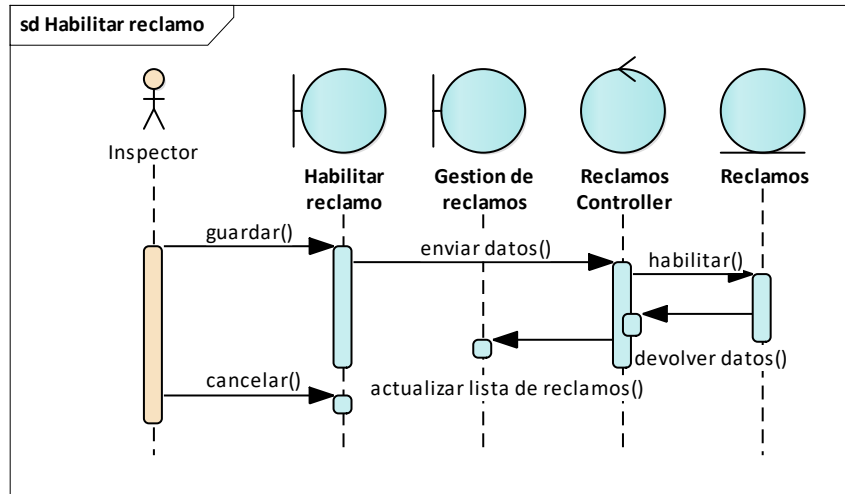 sd Habilitar reclamo
Inspector
Habilitar
reclamo
Gestion de
reclamos
Reclamos
Controller
Reclamos
guardar()
enviar datos()
habilitar()
devolver datos()
actualizar lista de reclamos()
cancelar()